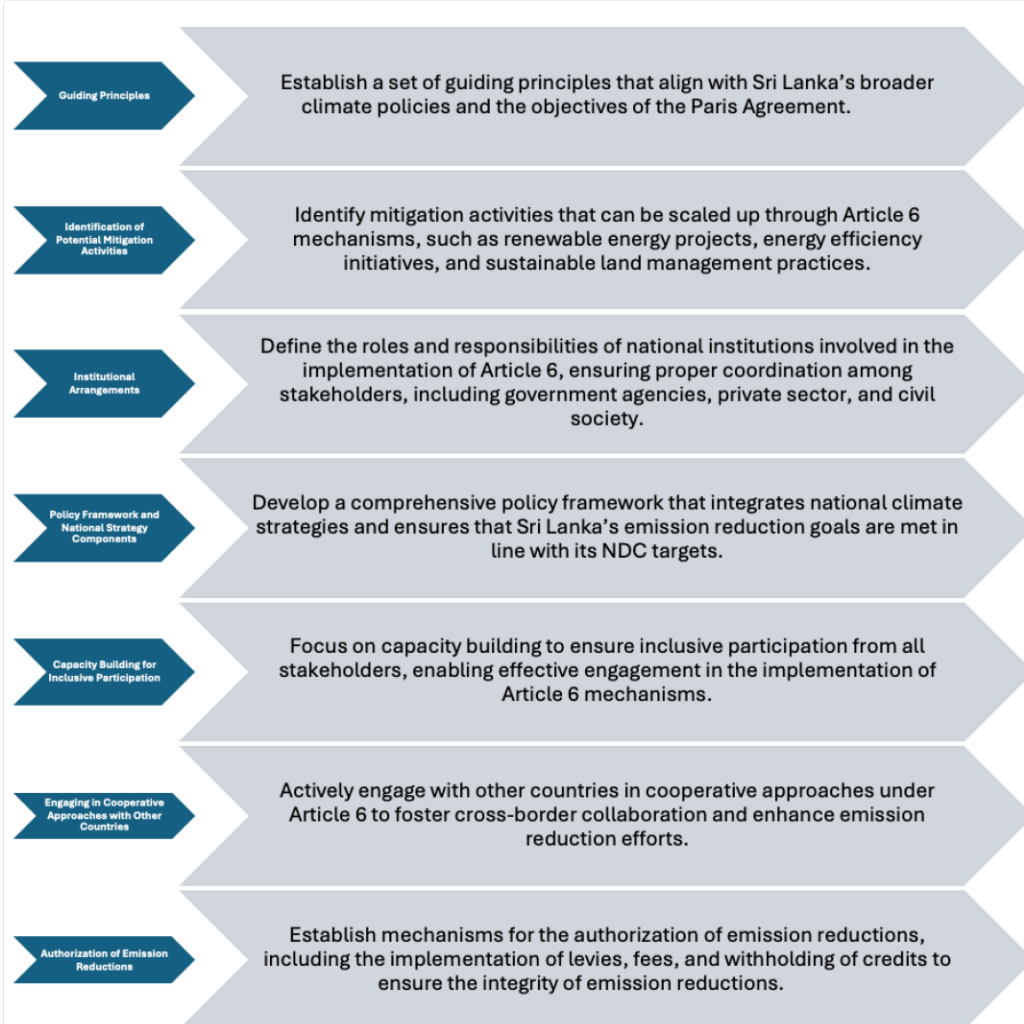 Guiding Principles
Establish a set of guiding principles that align with Sri Lanka's broader
climate policies and the objectives of the Paris Agreement.
Identification of
Potential Mitigation
Activities
Identify mitigation activities that can be scaled up through Article 6
mechanisms, such as renewable energy projects, energy efficiency
initiatives, and sustainable land management practices.
Institutional
Arrangements
Define the roles and responsibilities of national institutions involved in the
implementation of Article 6, ensuring proper coordination among
stakeholders, including government agencies, private sector, and civil
society.
Policy Framework and
National Strategy
Components
Develop a comprehensive policy framework that integrates national climate
strategies and ensures that Sri Lanka's emission reduction goals are met in
line with its NDC targets.
Capacity Building for
Inclusive Participation
Focus on capacity building to ensure inclusive participation from all
stakeholders, enabling effective engagement in the implementation of
Article 6 mechanisms.
Engaging in Cooperative
Approaches with Other
Countries
Actively engage with other countries in cooperative approaches under
Article 6 to foster cross-border collaboration and enhance emission
reduction efforts.
Authorization of Emission
Reductions
Establish mechanisms for the authorization of emission reductions,
including the implementation of levies, fees, and withholding of credits to
ensure the integrity of emission reductions.